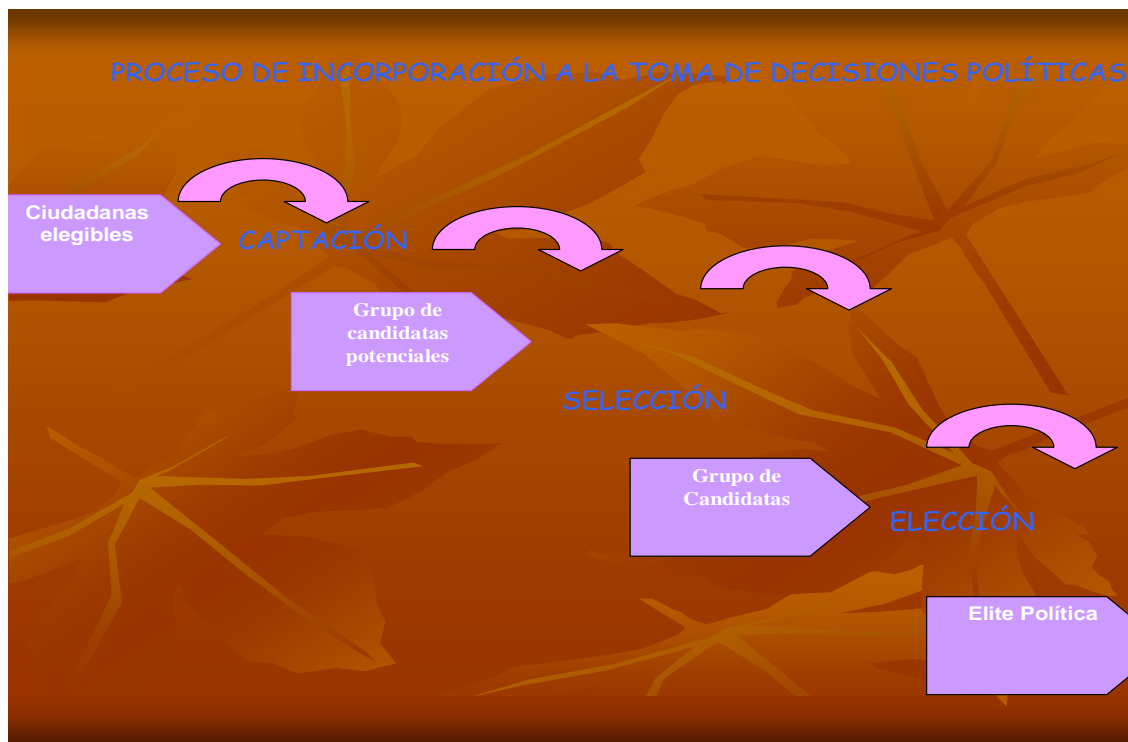 PROCESO DE INCORPORACIÓN A LA TOMA DE DECISIONES POLÍTICAS
Ciudadanas
elegibles
CAPTACIÓN
Grupo de
candidatas
potenciales
SELECCIÓN
Grupo de
Candidatas
ELECCIÓN
Elite Política